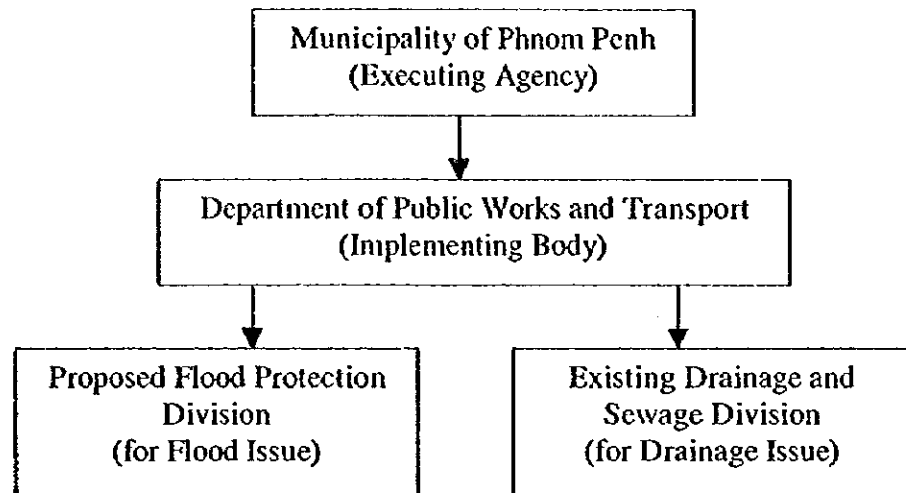 Municipality of Phnom Penh
(Executing Agency)
Department of Public Works and Transport
(Implementing Body)
Proposed Flood Protection
Division
(for Flood Issue)
Existing Drainage and
Sewage Division
(for Drainage Issue)